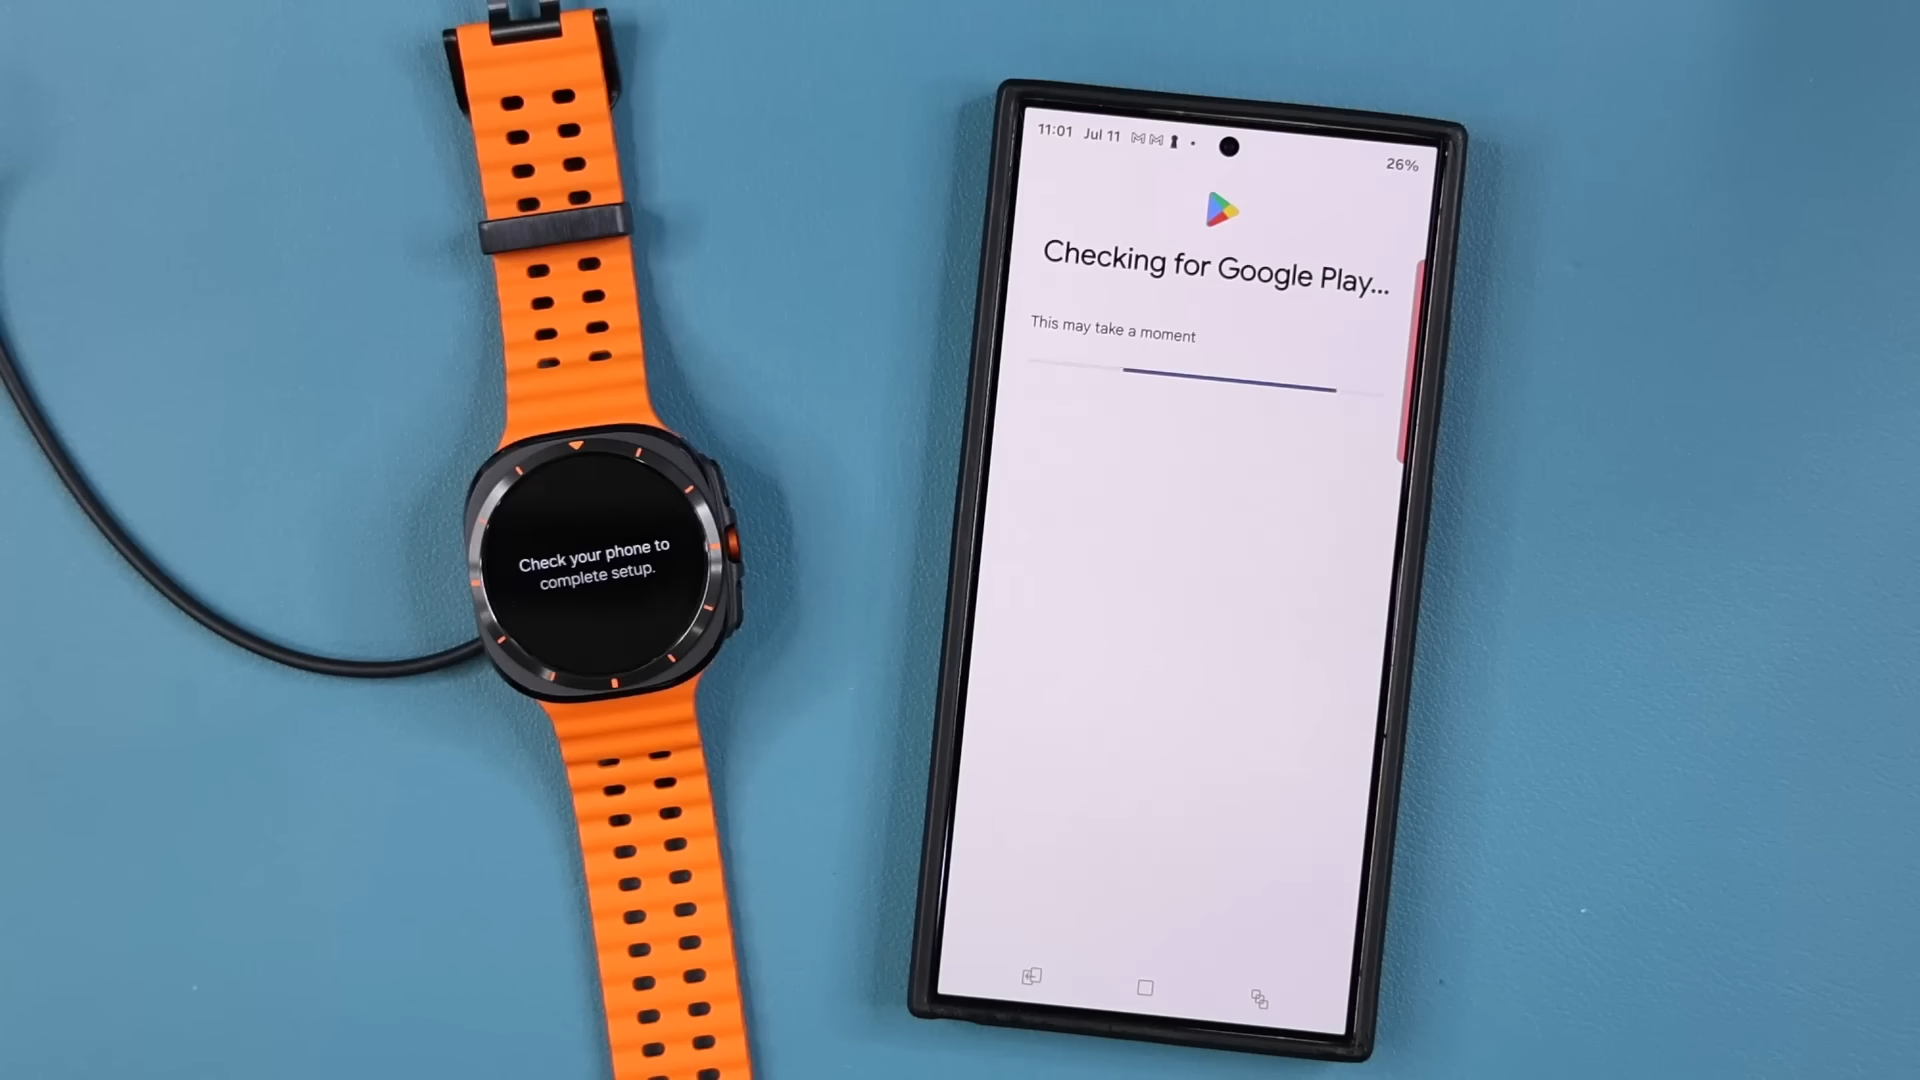 Check your phone to
complete setup.
11:01 Jul 11
26%
Checking for Google Play...
This may take a moment